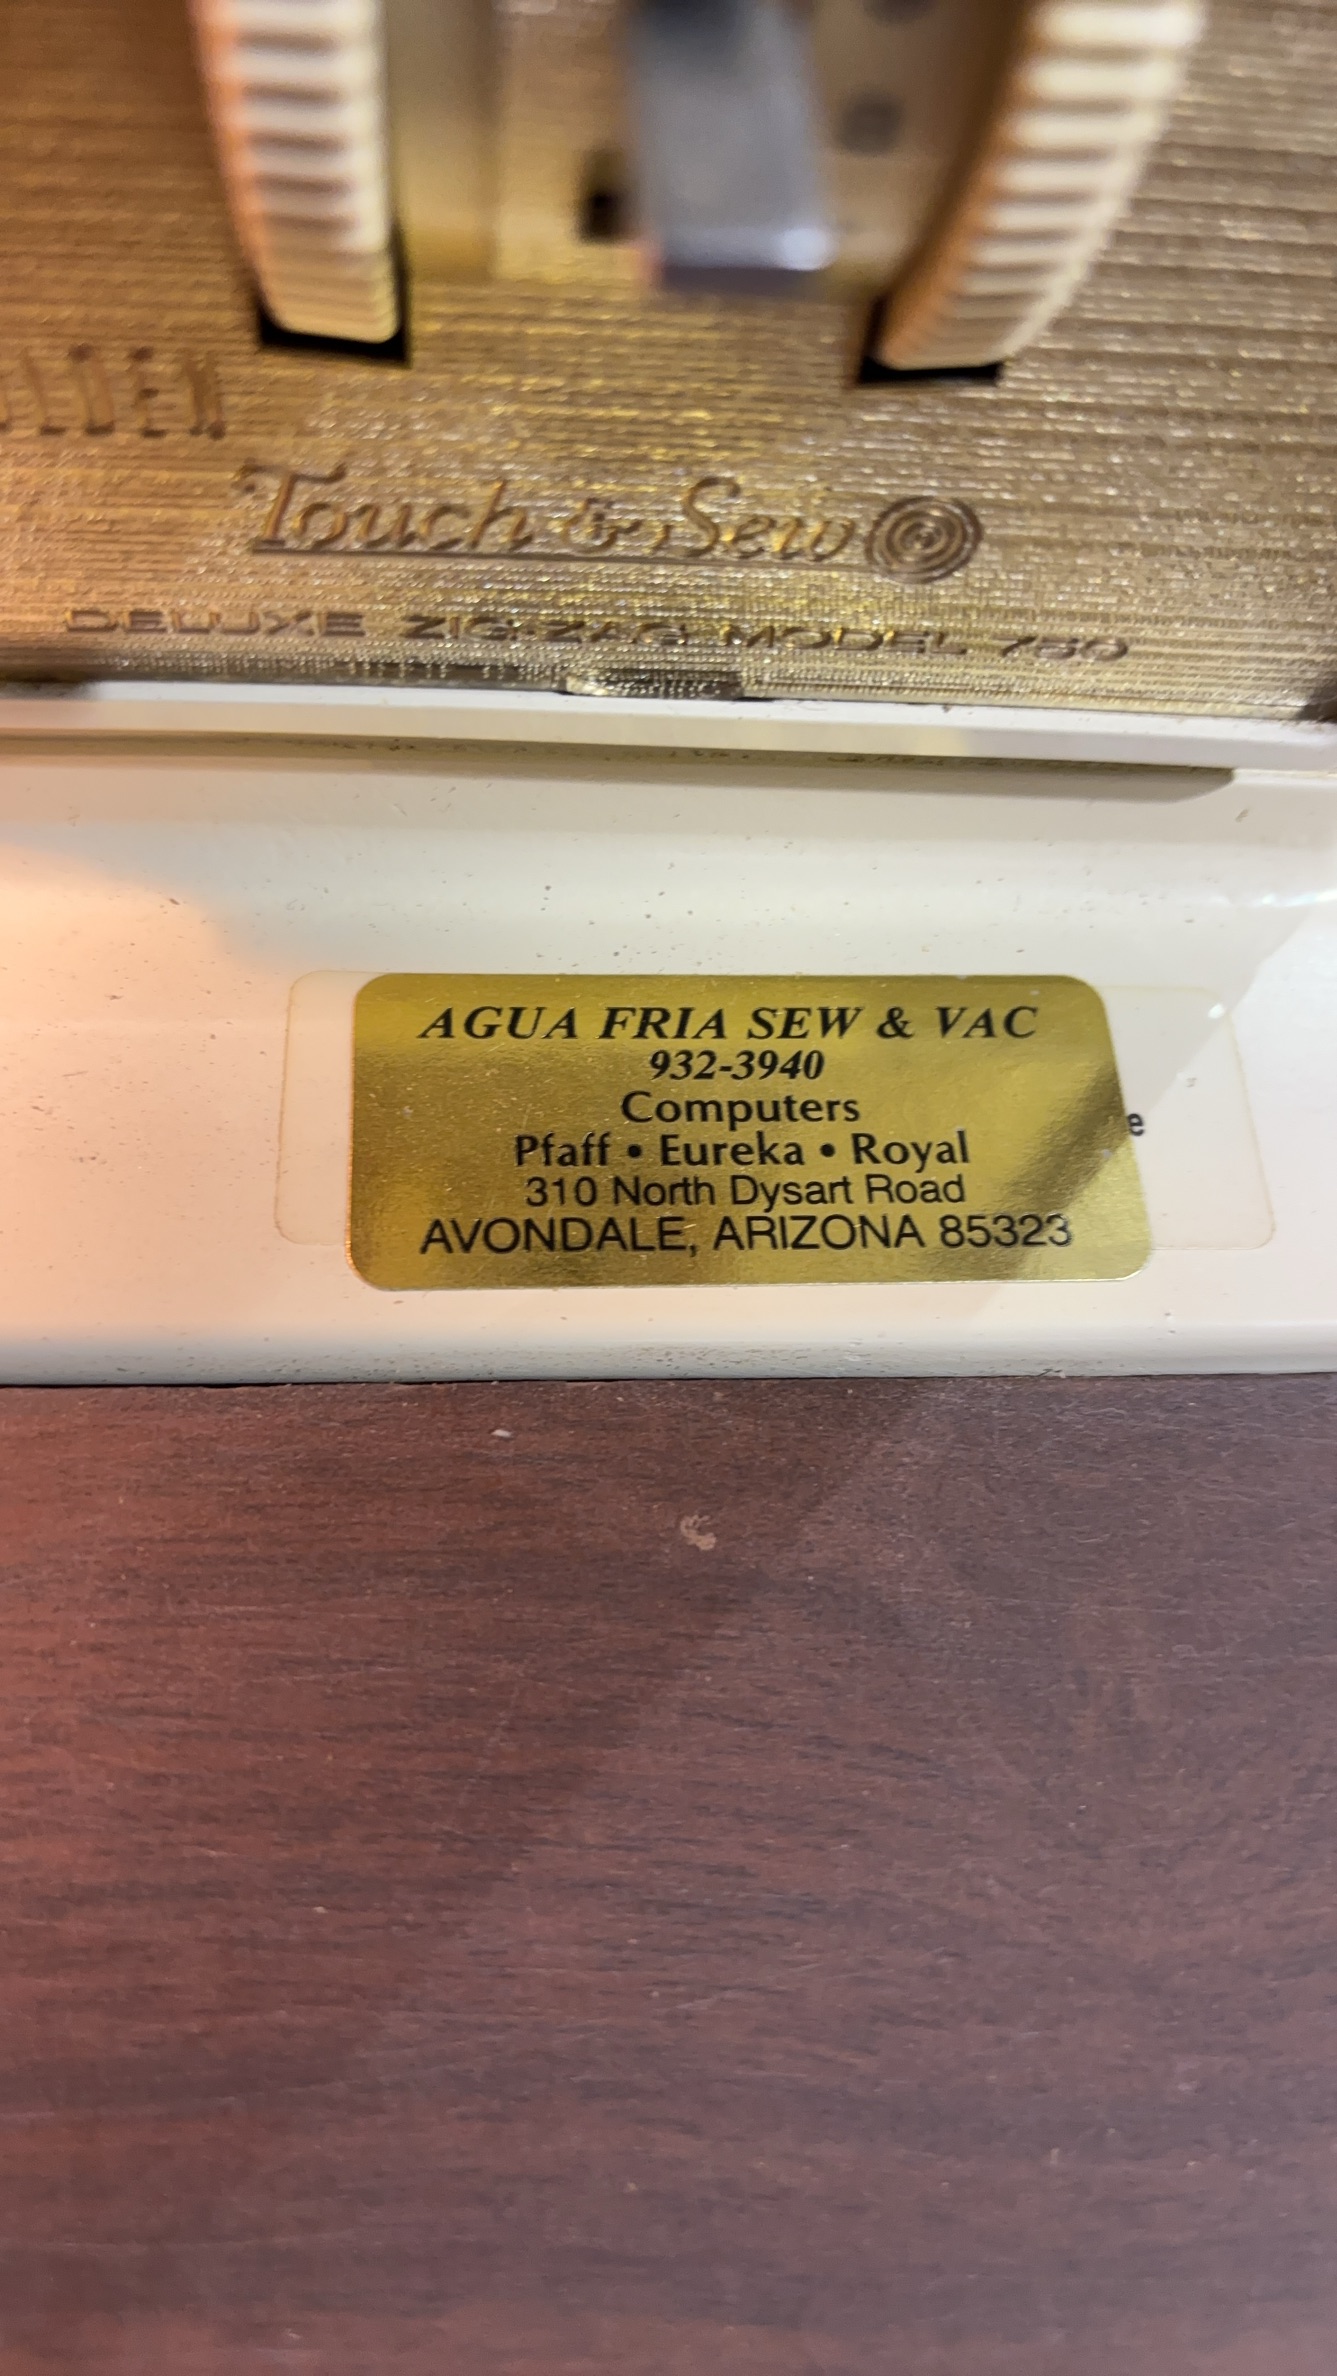 Touch & Sew
DELUXE ZIG-ZAG MODEL 750
AGUA FRIA SEW & VAC
932-3940
Computers
Pfaff • Eureka • Royal
310 North Dysart Road
AVONDALE, ARIZONA 85323
e